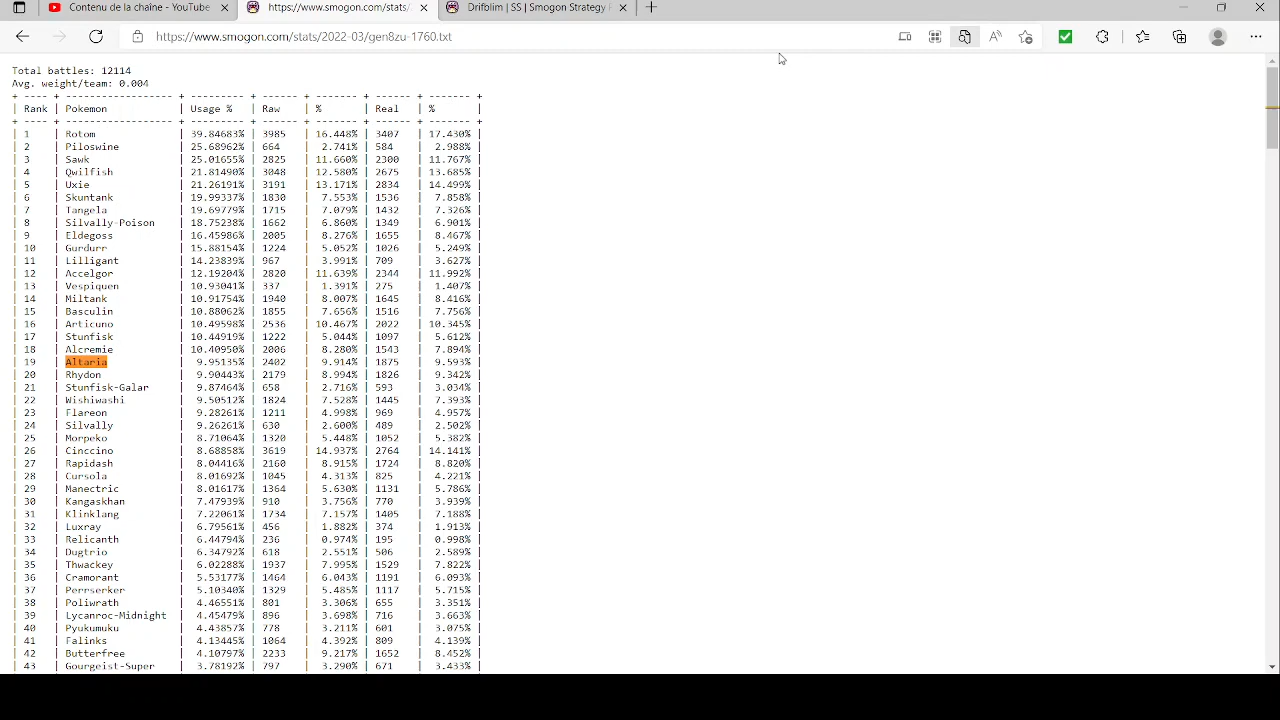 Contenu de la chaîne - YouTube
https://www.smogon.com/stats/
Drifblim | SS | Smogon Strategy
https://www.smogon.com/stats/2022-03/gen8zu-1760.txt
Total battles: 12114
Avg. weight/team: 0.004
+ ---- + ------------------ + --------- + ------ + ------- + ------ + ------- +
| Rank | Pokemon | Usage % | Raw | % | Real | % |
+ ---- + ------------------ + --------- + ------ + ------- + ------ + ------- +
| 1 | Rotom | 39.84683% | 3985 | 16.448% | 3407 | 17.430% |
| 2 | Piloswine | 25.68962% | 664 | 2.741% | 584 | 2.988% |
| 3 | Sawk | 25.01655% | 2825 | 11.660% | 2300 | 11.767% |
| 4 | Qwilfish | 21.81490% | 3048 | 12.580% | 2675 | 13.685% |
| 5 | Uxie | 21.26191% | 3191 | 13.171% | 2834 | 14.499% |
| 6 | Skuntank | 19.99337% | 1830 | 7.553% | 1536 | 7.858% |
| 7 | Tangela | 19.69779% | 1715 | 7.079% | 1432 | 7.326% |
| 8 | Silvally-Poison | 18.75238% | 1662 | 6.860% | 1349 | 6.901% |
| 9 | Eldegoss | 16.45986% | 2005 | 8.276% | 1655 | 8.467% |
| 10 | Gurdurr | 15.88154% | 1224 | 5.052% | 1026 | 5.249% |
| 11 | Lilligant | 14.23839% | 967 | 3.991% | 709 | 3.627% |
| 12 | Accelgor | 12.19204% | 2820 | 11.639% | 2344 | 11.992% |
| 13 | Vespiquen | 10.93041% | 337 | 1.391% | 275 | 1.407% |
| 14 | Miltank | 10.91754% | 1940 | 8.007% | 1645 | 8.416% |
| 15 | Basculin | 10.88062% | 1855 | 7.656% | 1516 | 7.756% |
| 16 | Articuno | 10.49598% | 2536 | 10.467% | 2022 | 10.345% |
| 17 | Stunfisk | 10.44919% | 1222 | 5.044% | 1097 | 5.612% |
| 18 | Alcremie | 10.40950% | 2006 | 8.280% | 1543 | 7.894% |
| 19 | Altaria | 9.95135% | 2402 | 9.914% | 1875 | 9.593% |
| 20 | Rhydon | 9.90443% | 2179 | 8.994% | 1826 | 9.342% |
| 21 | Stunfisk-Galar | 9.87464% | 658 | 2.716% | 593 | 3.034% |
| 22 | Wishiwashi | 9.50512% | 1824 | 7.528% | 1445 | 7.393% |
| 23 | Flareon | 9.28261% | 1211 | 4.998% | 969 | 4.957% |
| 24 | Silvally | 9.26261% | 630 | 2.600% | 489 | 2.502% |
| 25 | Morpeko | 8.71064% | 1320 | 5.448% | 1052 | 5.382% |
| 26 | Cinccino | 8.68858% | 3619 | 14.937% | 2764 | 14.141% |
| 27 | Rapidash | 8.04416% | 2160 | 8.915% | 1724 | 8.820% |
| 28 | Cursola | 8.01692% | 1045 | 4.313% | 825 | 4.221% |
| 29 | Manectric | 8.01617% | 1364 | 5.630% | 1131 | 5.786% |
| 30 | Kangaskhan | 7.47939% | 910 | 3.756% | 770 | 3.939% |
| 31 | Klinklang | 7.22061% | 1734 | 7.157% | 1405 | 7.188% |
| 32 | Luxray | 6.79561% | 456 | 1.882% | 374 | 1.913% |
| 33 | Relicanth | 6.44794% | 236 | 0.974% | 195 | 0.998% |
| 34 | Dugtrio | 6.34792% | 618 | 2.551% | 506 | 2.589% |
| 35 | Thwackey | 6.02288% | 1937 | 7.995% | 1529 | 7.822% |
| 36 | Cramorant | 5.53177% | 1464 | 6.043% | 1191 | 6.093% |
| 37 | Perrserker | 5.10340% | 1329 | 5.485% | 1117 | 5.715% |
| 38 | Poliwrath | 4.46551% | 801 | 3.306% | 655 | 3.351% |
| 39 | Lycanroc-Midnight | 4.45479% | 896 | 3.698% | 716 | 3.663% |
| 40 | Pyukumuku | 4.43857% | 778 | 3.211% | 601 | 3.075% |
| 41 | Falinks | 4.13445% | 1064 | 4.392% | 809 | 4.139% |
| 42 | Butterfree | 4.10797% | 2233 | 9.217% | 1652 | 8.452% |
| 43 | Gourgeist-Super | 3.78192% | 797 | 3.290% | 671 | 3.433% |